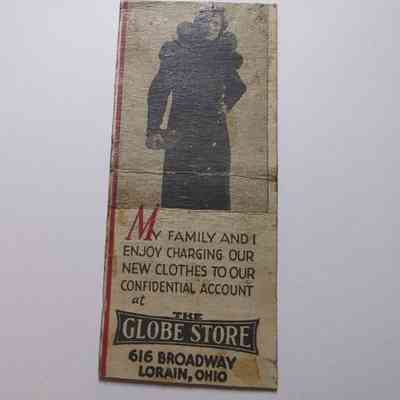 MY FAMILY AND I
ENJOY CHARGING OUR
NEW CLOTHES TO OUR
CONFIDENTIAL ACCOUNT
at
THE
GLOBE STORE
616 BROADWAY
LORAIN, OHIO